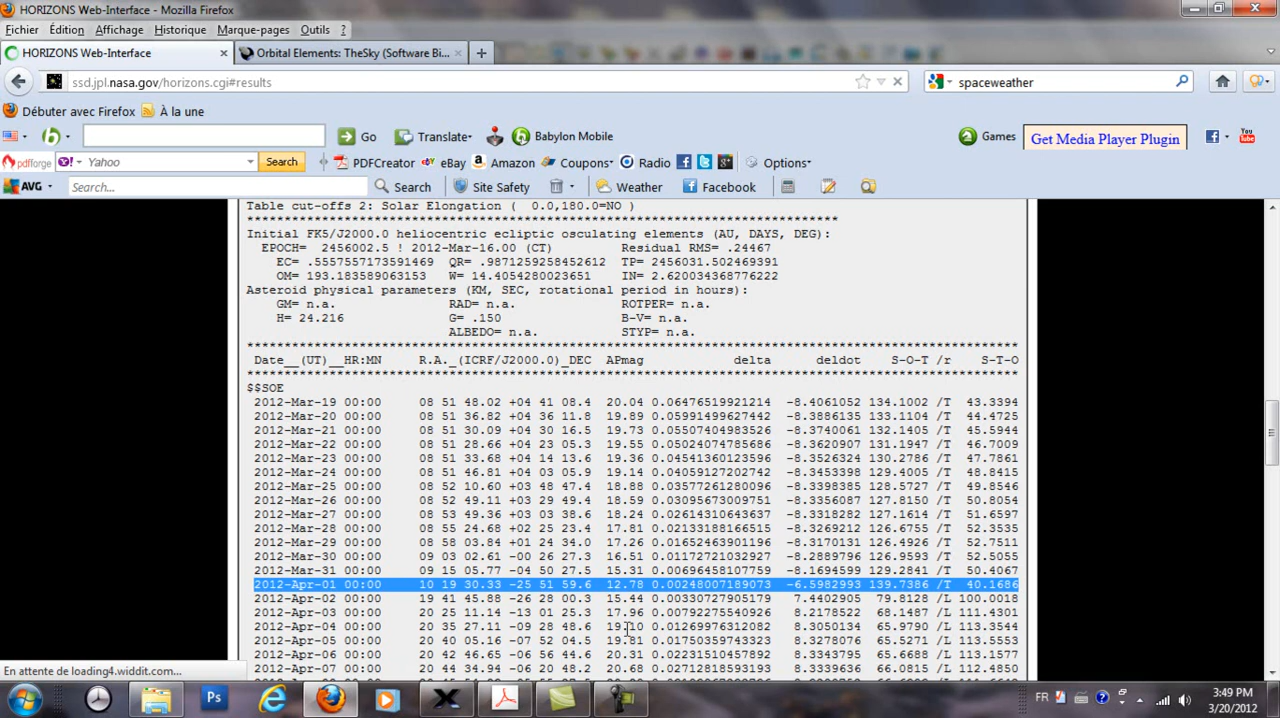 HORIZONS Web-Interface - Mozilla Firefox
Fichier Édition Affichage Historique Marque-pages Outils ?
HORIZONS Web-Interface × Orbital Elements: TheSky (Software Bi... × +
ssd.jpl.nasa.gov/horizons.cgi#results spaceweather
Débuter avec Firefox À la une
Go Translate Babylon Mobile Games Get Media Player Plugin
pdfforge Y! Yahoo Search PDFCreator eBay Amazon Coupons Radio Options
AVG Search... Search Site Safety Weather Facebook
Table cut-offs 2: Solar Elongation (  0.0,180.0=NO )
Initial FK5/J2000.0 heliocentric ecliptic osculating elements (AU, DAYS, DEG):
EPOCH=  2456002.5 ! 2012-Mar-16.00 (CT) Residual RMS= .24467
EC= .5557557173591469 QR= .9871259258452612 TP= 2456031.502469391
OM= 193.183589063153 W= 14.4054280023651 IN= 2.620034368776222
Asteroid physical parameters (KM, SEC, rotational period in hours):
GM= n.a. RAD= n.a. ROTPER= n.a.
H= 24.216 G= .150 B-V= n.a.
ALBEDO= n.a. STYP= n.a.
Date__(UT)__HR:MN R.A._(ICRF/J2000.0)_DEC APmag delta deldot S-O-T /r S-T-O
$$SOE
2012-Mar-19 00:00 08 51 48.02 +04 41 08.4 20.04 0.06476519921214 -8.4061052 134.1002 /T 43.3394
2012-Mar-20 00:00 08 51 36.82 +04 36 11.8 19.89 0.05991499627442 -8.3886135 133.1104 /T 44.4725
2012-Mar-21 00:00 08 51 30.09 +04 30 16.5 19.73 0.05507404983526 -8.3740061 132.1405 /T 45.5944
2012-Mar-22 00:00 08 51 28.66 +04 23 05.3 19.55 0.05024074785686 -8.3620907 131.1947 /T 46.7009
2012-Mar-23 00:00 08 51 33.68 +04 14 13.6 19.36 0.04541360123596 -8.3526334 130.2786 /T 47.7861
2012-Mar-24 00:00 08 51 46.81 +04 03 05.9 19.14 0.04059127202742 -8.3453398 129.4005 /T 48.8415
2012-Mar-25 00:00 08 52 10.60 +03 48 47.4 18.88 0.03577261280096 -8.3398258 128.5727 /T 49.8546
2012-Mar-26 00:00 08 52 49.11 +03 29 49.4 18.59 0.03095673009751 -8.3356087 127.8150 /T 50.8054
2012-Mar-27 00:00 08 53 49.36 +03 03 38.6 18.24 0.02614310643637 -8.3318282 127.1614 /T 51.6597
2012-Mar-28 00:00 08 55 24.68 +02 25 23.4 17.81 0.02133188166515 -8.3269212 126.6755 /T 52.3535
2012-Mar-29 00:00 08 58 03.84 +01 24 34.0 17.26 0.01652463901196 -8.3170131 126.4926 /T 52.7511
2012-Mar-30 00:00 09 03 02.61 -00 26 27.3 16.51 0.01172721032927 -8.2889796 126.9593 /T 52.5055
2012-Mar-31 00:00 09 15 05.77 -04 50 27.5 15.31 0.00696458107759 -8.1694599 129.2841 /T 50.4067
2012-Apr-01 00:00 10 19 30.33 -25 51 59.6 12.78 0.00248007189073 -6.5982993 139.7386 /T 40.1686
2012-Apr-02 00:00 19 41 45.88 -26 28 00.3 15.44 0.00330727905179 7.4402905 79.8128 /L 100.0018
2012-Apr-03 00:00 20 25 11.14 -13 01 25.3 17.96 0.00792275540926 8.2178522 68.1487 /L 111.4301
2012-Apr-04 00:00 20 35 27.11 -09 28 48.6 19.10 0.01269976312082 8.3050134 65.9790 /L 113.3544
2012-Apr-05 00:00 20 40 05.16 -07 52 04.5 19.81 0.01750359743323 8.3278076 65.5271 /L 113.5553
2012-Apr-06 00:00 20 42 46.65 -06 56 44.6 20.31 0.02231510457892 8.3343795 65.6688 /L 113.1577
2012-Apr-07 00:00 20 44 34.94 -06 20 48.2 20.68 0.02712818593193 8.3339758 66.0815 /L 112.4850
En attente de loading4.widdit.com...
FR 3:49 PM
3/20/2012